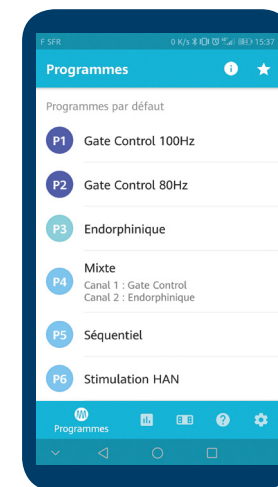 F SFR 0 K/s 15:37
Programmes
Programmes par défaut
P1 Gate Control 100Hz
P2 Gate Control 80Hz
P3 Endorphinique
P4 Mixte
Canal 1 : Gate Control
Canal 2 : Endorphinique
P5 Séquentiel
P6 Stimulation HAN
Programmes